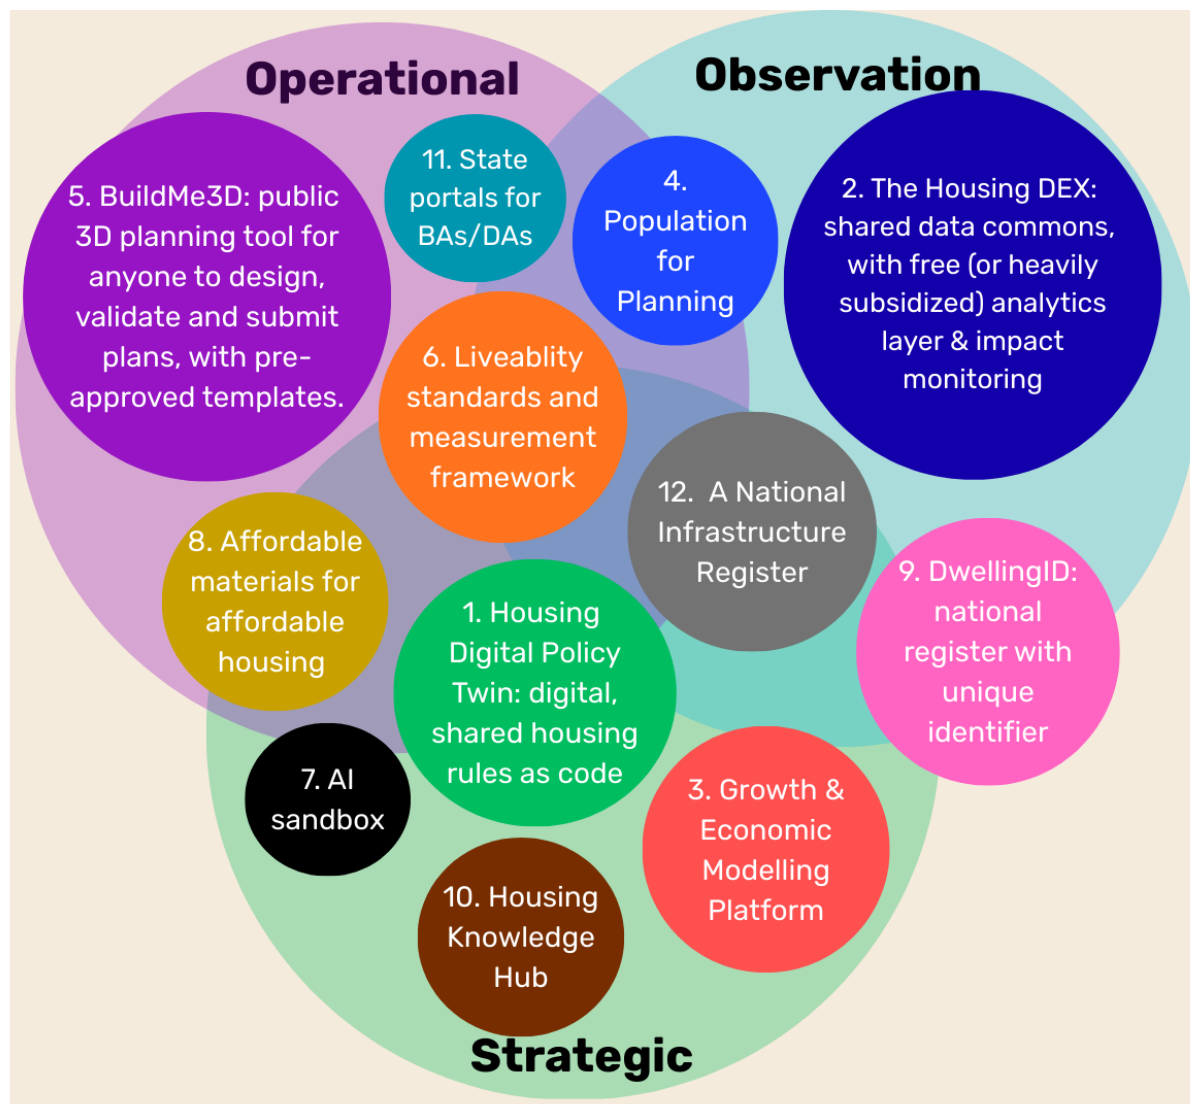 Operational
Observation
5. BuildMe3D: public
3D planning tool for
anyone to design,
validate and submit
plans, with pre-
approved templates.
11. State
portals for
BAs/DAs
4.
Population
for
Planning
2. The Housing DEX:
shared data commons,
with free (or heavily
subsidized) analytics
layer & impact
monitoring
6. Liveablity
standards and
measurement
framework
12.  A National
Infrastructure
Register
8. Affordable
materials for
affordable
housing
1. Housing
Digital Policy
Twin: digital,
shared housing
rules as code
9. DwellingID:
national
register with
unique
identifier
7. AI
sandbox
3. Growth &
Economic
Modelling
Platform
10. Housing
Knowledge
Hub
Strategic